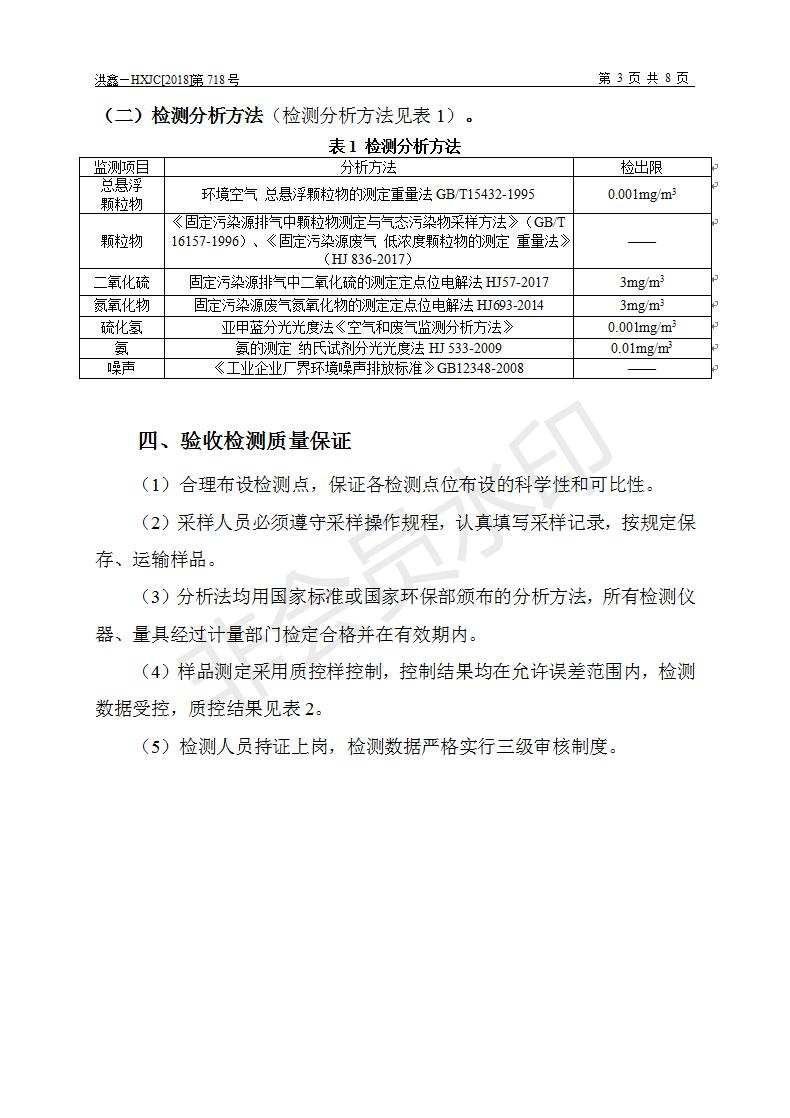 洪鑫－HXJC[2018]第 718 号
第 3 页 共 8 页
（二）检测分析方法（检测分析方法见表 1）。
表 1 检测分析方法
监测项目 分析方法 检出限
总悬浮
颗粒物
环境空气 总悬浮颗粒物的测定重量法 GB/T15432-1995 0.001mg/m³
颗粒物
《固定污染源排气中颗粒物测定与气态污染物采样方法》（GB/T
16157-1996）、《固定污染源废气 低浓度颗粒物的测定 重量法》
（HJ 836-2017）
——
二氧化硫 固定污染源排气中二氧化硫的测定定点位电解法 HJ57-2017 3mg/m³
氮氧化物 固定污染源废气氮氧化物的测定定点位电解法 HJ693-2014 3mg/m³
硫化氢 亚甲蓝分光光度法《空气和废气监测分析方法》 0.001mg/m³
氨 氨的测定 纳氏试剂分光光度法 HJ 533-2009 0.01mg/m³
噪声 《工业企业厂界环境噪声排放标准》GB12348-2008 ——
四、验收检测质量保证
（1）合理布设检测点，保证各检测点位布设的科学性和可比性。
（2）采样人员必须遵守采样操作规程，认真填写采样记录，按规定保
存、运输样品。
（3）分析法均用国家标准或国家环保部颁布的分析方法，所有检测仪
器、量具经过计量部门检定合格并在有效期内。
（4）样品测定采用质控样控制，控制结果均在允许误差范围内，检测
数据受控，质控结果见表 2。
（5）检测人员持证上岗，检测数据严格实行三级审核制度。
非会员水印